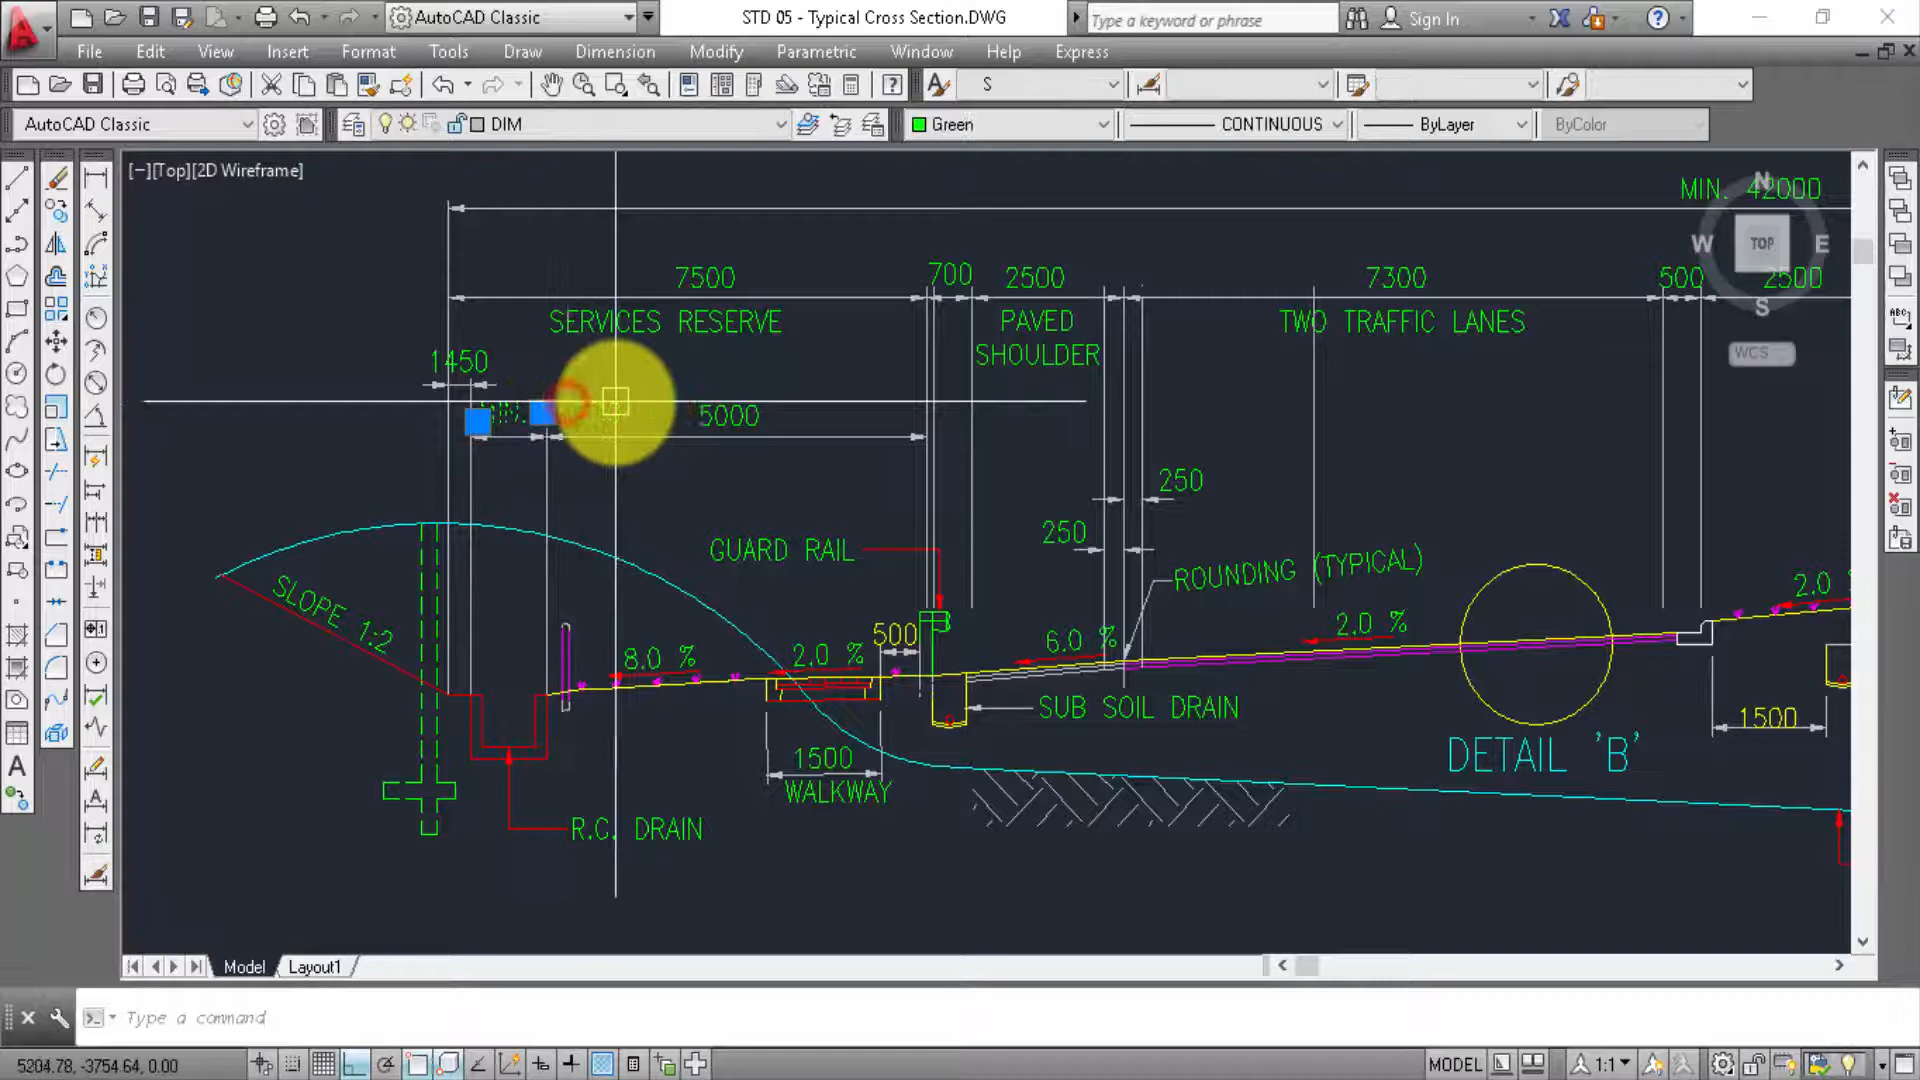 AutoCAD Classic
STD 05 - Typical Cross Section.DWG
Type a keyword or phrase
Sign In
File Edit View Insert Format Tools Draw Dimension Modify Parametric Window Help Express
S
AutoCAD Classic
DIM
Green
CONTINUOUS
ByLayer
ByColor
[−][Top][2D Wireframe]
MIN. 42000
N
W TOP E
S
WCS
7500 700 2500 7300 500 2500
SERVICES RESERVE
PAVED
SHOULDER
TWO TRAFFIC LANES
1450
5000
250
250
GUARD RAIL
ROUNDING (TYPICAL)
SLOPE 1:2
500
8.0 %
2.0 %
6.0 %
2.0 %
2.0 %
SUB SOIL DRAIN
1500
DETAIL 'B'
1500
WALKWAY
R.C. DRAIN
Model Layout1
Type a command
5204.78, -3754.64, 0.00
MODEL
1:1